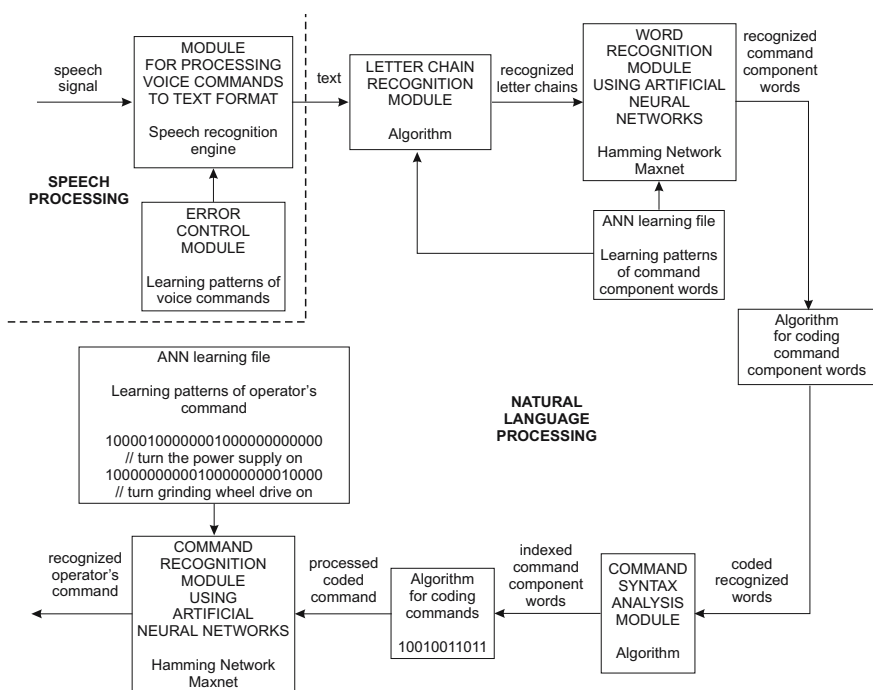 speech
signal
MODULE
FOR PROCESSING
VOICE COMMANDS
TO TEXT FORMAT
Speech recognition
engine
text
LETTER CHAIN
RECOGNITION
MODULE
Algorithm
recognized
letter chains
WORD
RECOGNITION
MODULE
USING ARTIFICIAL
NEURAL
NETWORKS
Hamming Network
Maxnet
recognized
command
component
words
SPEECH
PROCESSING
ERROR
CONTROL
MODULE
Learning patterns of
voice commands
ANN learning file
Learning patterns
of command
component words
Algorithm
for coding
command
component words
ANN learning file
Learning patterns of operator's
command
10000100000001000000000000
// turn the power supply on
10000000000100000000010000
// turn grinding wheel drive on
NATURAL
LANGUAGE
PROCESSING
recognized
operator's
command
COMMAND
RECOGNITION
MODULE
USING
ARTIFICIAL
NEURAL NETWORKS
Hamming Network
Maxnet
processed
coded
command
Algorithm
for coding
commands
10010011011
indexed
command
component
words
COMMAND
SYNTAX
ANALYSIS
MODULE
Algorithm
coded
recognized
words